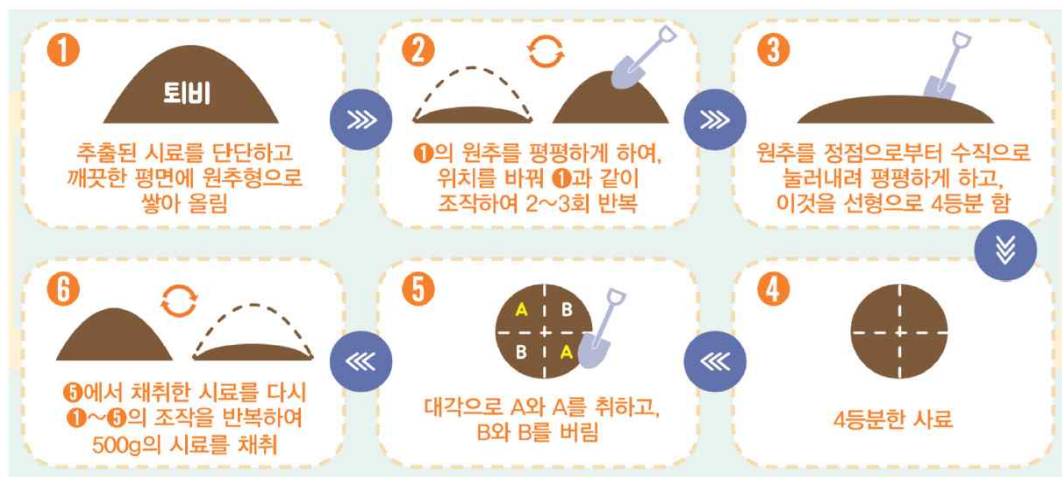 1
퇴비
추출된 시료를 단단하고
깨끗한 평면에 원추형으로
쌓아 올림
2
❶의 원추를 평평하게 하여,
위치를 바꿔 ❶과 같이
조작하여 2~3회 반복
3
원추를 정점으로부터 수직으로
눌러내려 평평하게 하고,
이것을 선형으로 4등분 함
4
4등분한 사료
5
A B
B A
대각으로 A와 A를 취하고,
B와 B를 버림
6
❺에서 채취한 시료를 다시
❶~❺의 조작을 반복하여
500g의 시료를 채취